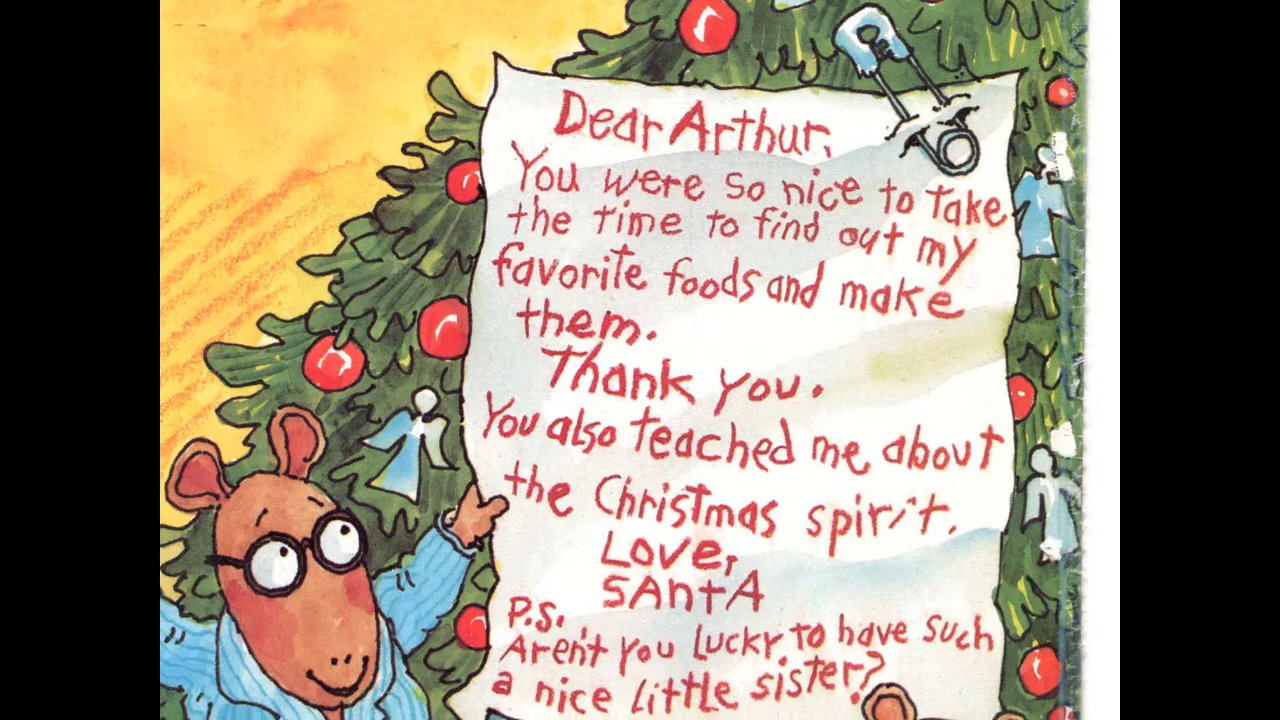 Dear Arthur,
You were so nice to take
the time to find out my
favorite foods and make
them.
Thank you.
You also teached me about
the Christmas spirit.
Love,
SAntA
P.S.
Aren't you Lucky to have such
a nice little sister?